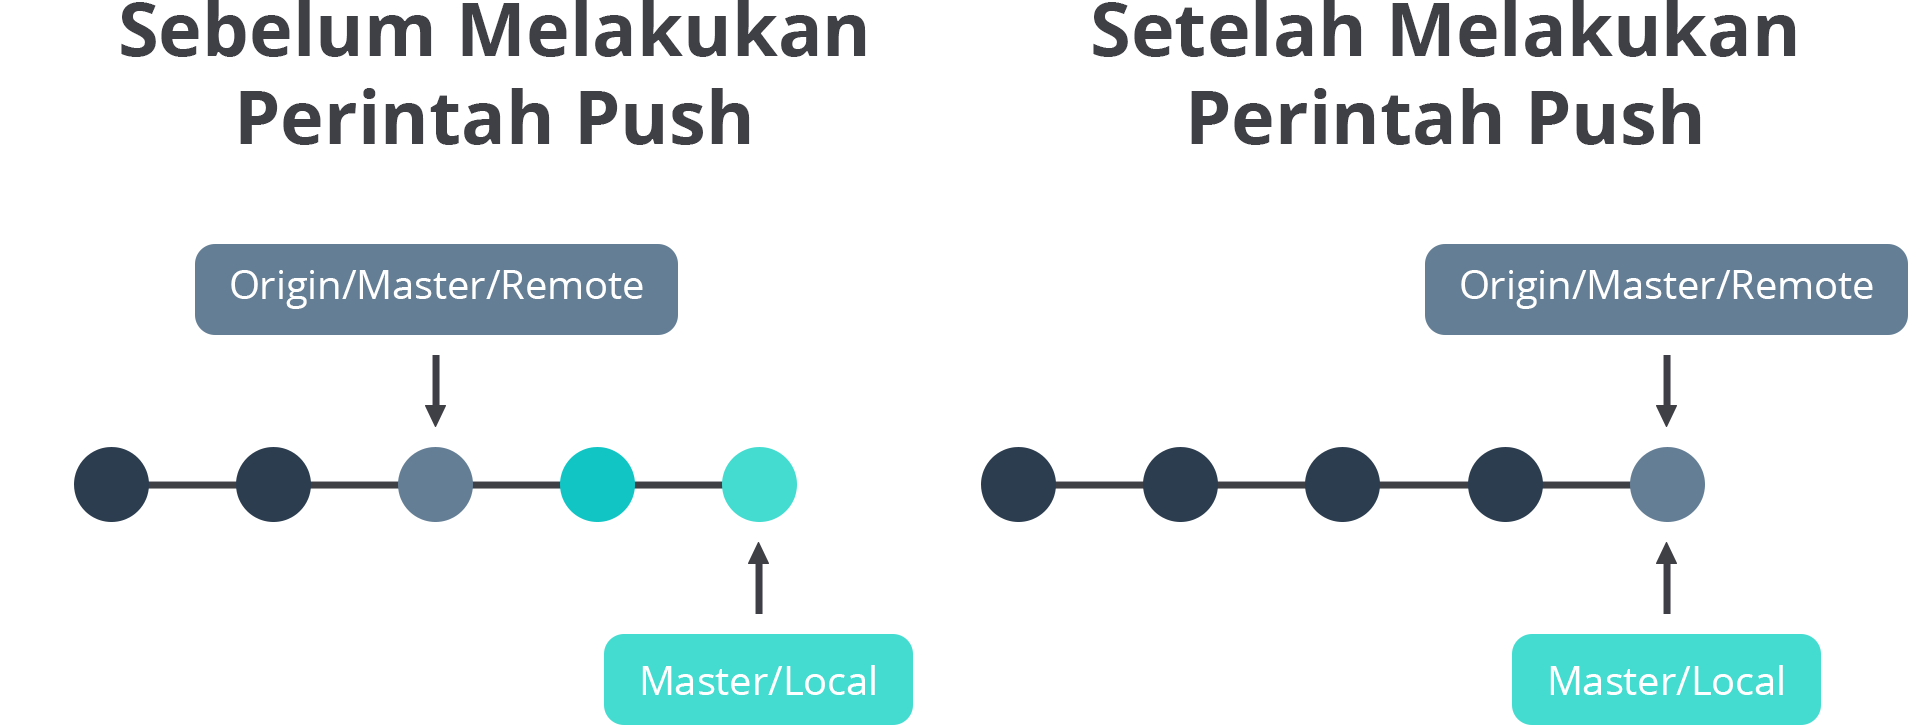 Sebelum Melakukan
Perintah Push
Origin/Master/Remote
Master/Local
Setelah Melakukan
Perintah Push
Origin/Master/Remote
Master/Local